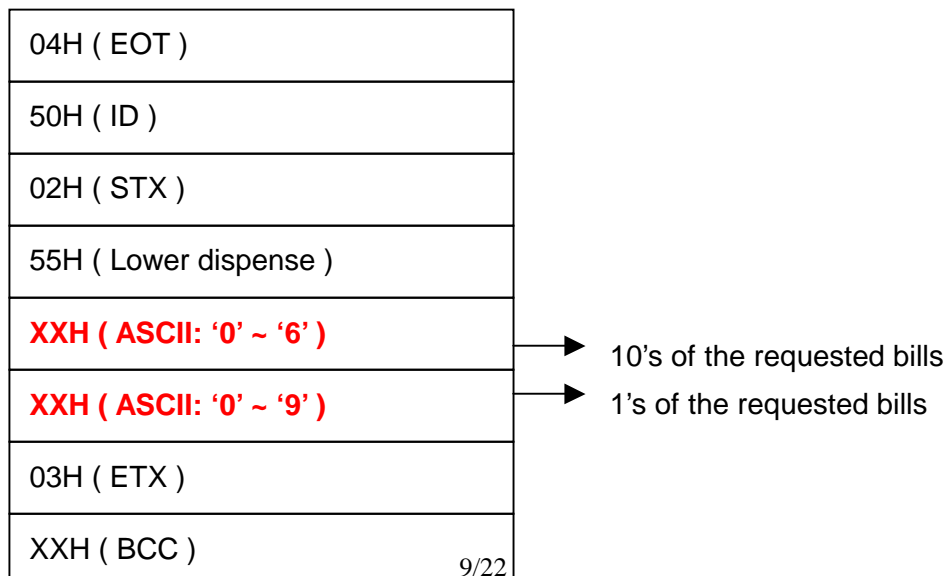 04H ( EOT )
50H ( ID )
02H ( STX )
55H ( Lower dispense )
XXH ( ASCII: ‘0’ ~ ‘6’ )
10’s of the requested bills
XXH ( ASCII: ‘0’ ~ ‘9’ )
1’s of the requested bills
03H ( ETX )
XXH ( BCC )
9/22